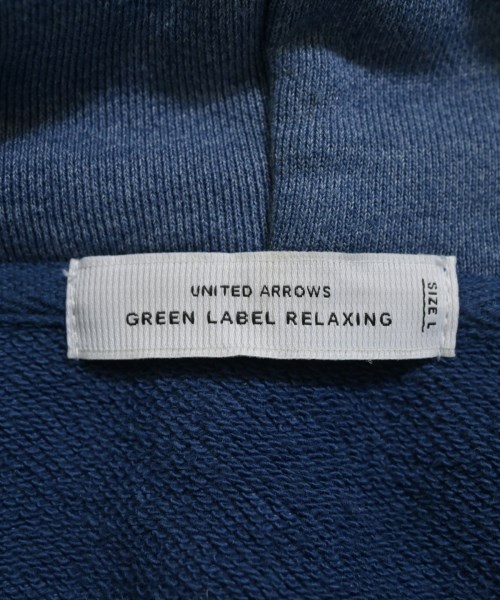 UNITED ARROWS
GREEN LABEL RELAXING
SIZE L